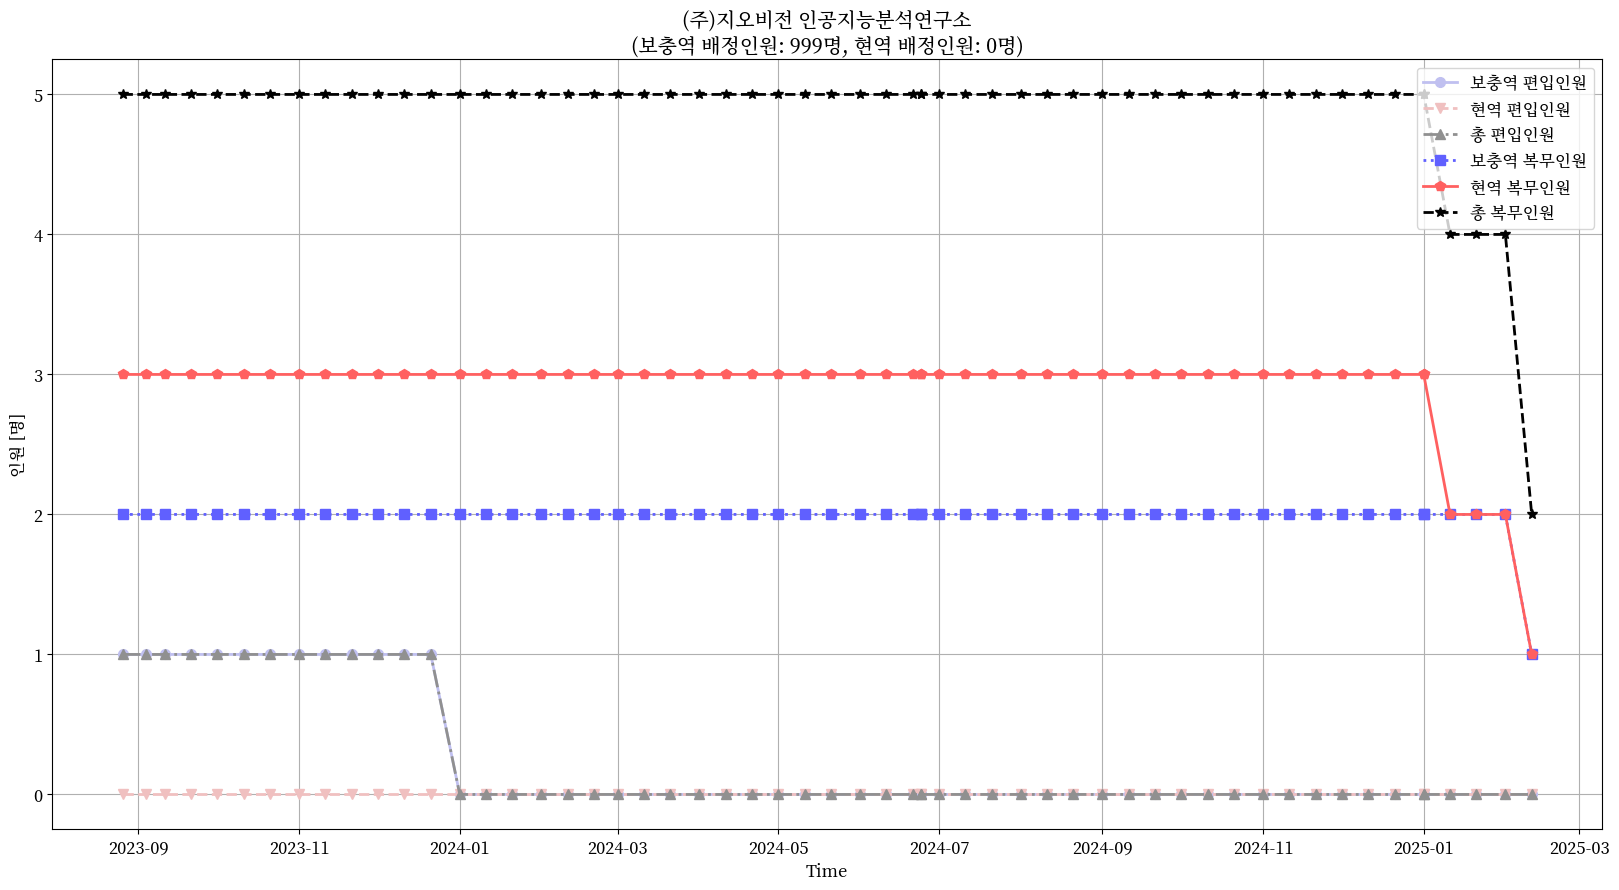 (주)지오비전 인공지능분석연구소
(보충역 배정인원: 999명, 현역 배정인원: 0명)
보충역 편입인원
현역 편입인원
총 편입인원
보충역 복무인원
현역 복무인원
총 복무인원
인원 [명]
5
4
3
2
1
0
2023-09
2023-11
2024-01
2024-03
2024-05
2024-07
2024-09
2024-11
2025-01
2025-03
Time